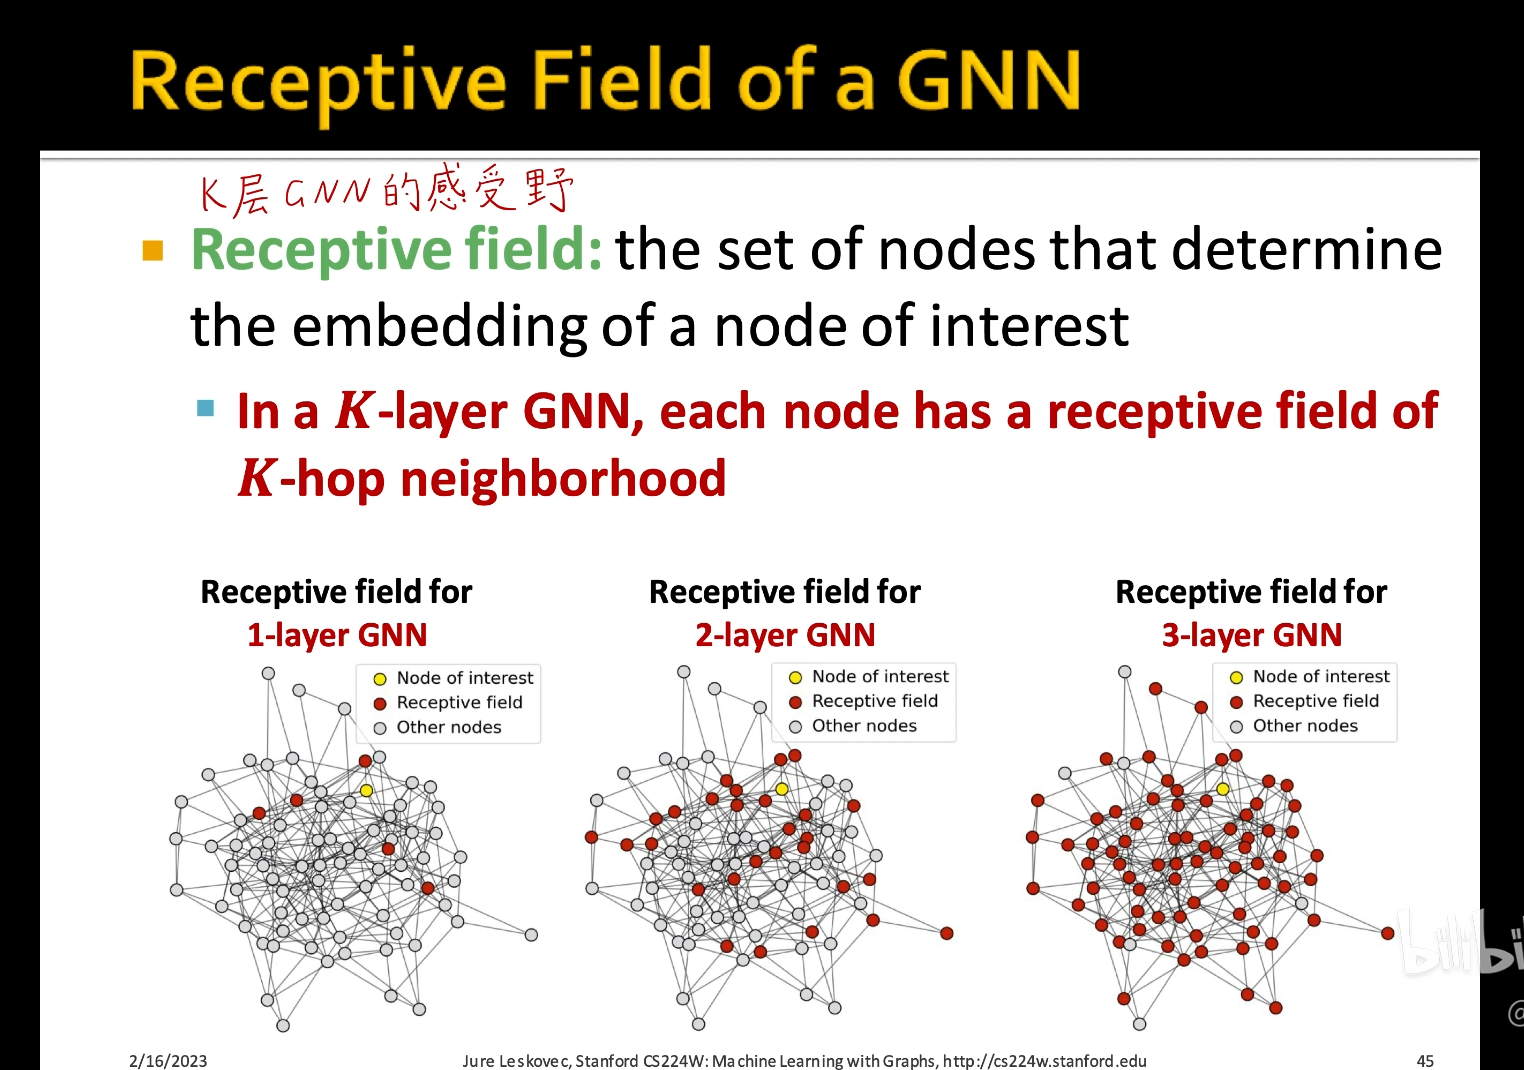 Receptive Field of a GNN
K层GNN的感受野
Receptive field: the set of nodes that determine
the embedding of a node of interest
In a K-layer GNN, each node has a receptive field of
K-hop neighborhood
Receptive field for
1-layer GNN
Node of interest
Receptive field
Other nodes
Receptive field for
2-layer GNN
Node of interest
Receptive field
Other nodes
Receptive field for
3-layer GNN
Node of interest
Receptive field
Other nodes
bilibi
@
2/16/2023
Jure Leskovec, Stanford CS224W: Machine Learning with Graphs, http://cs224w.stanford.edu
45